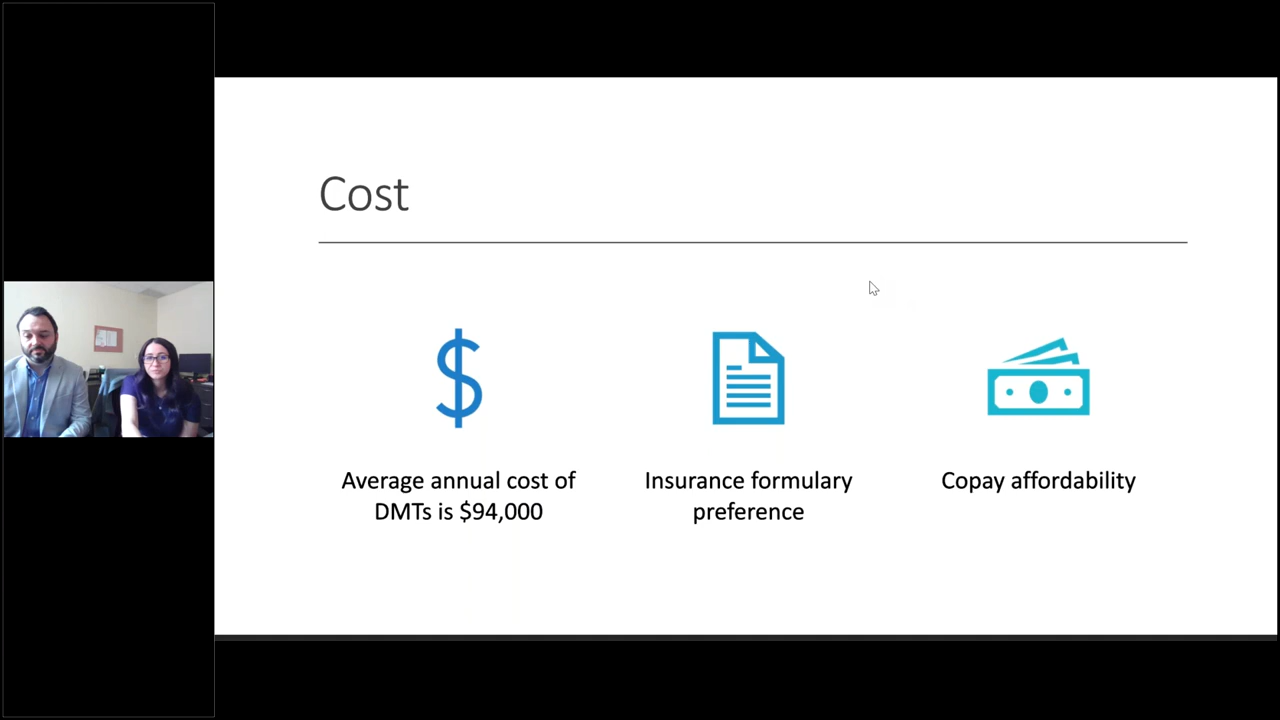 Cost
Average annual cost of
DMTs is $94,000
Insurance formulary
preference
Copay affordability